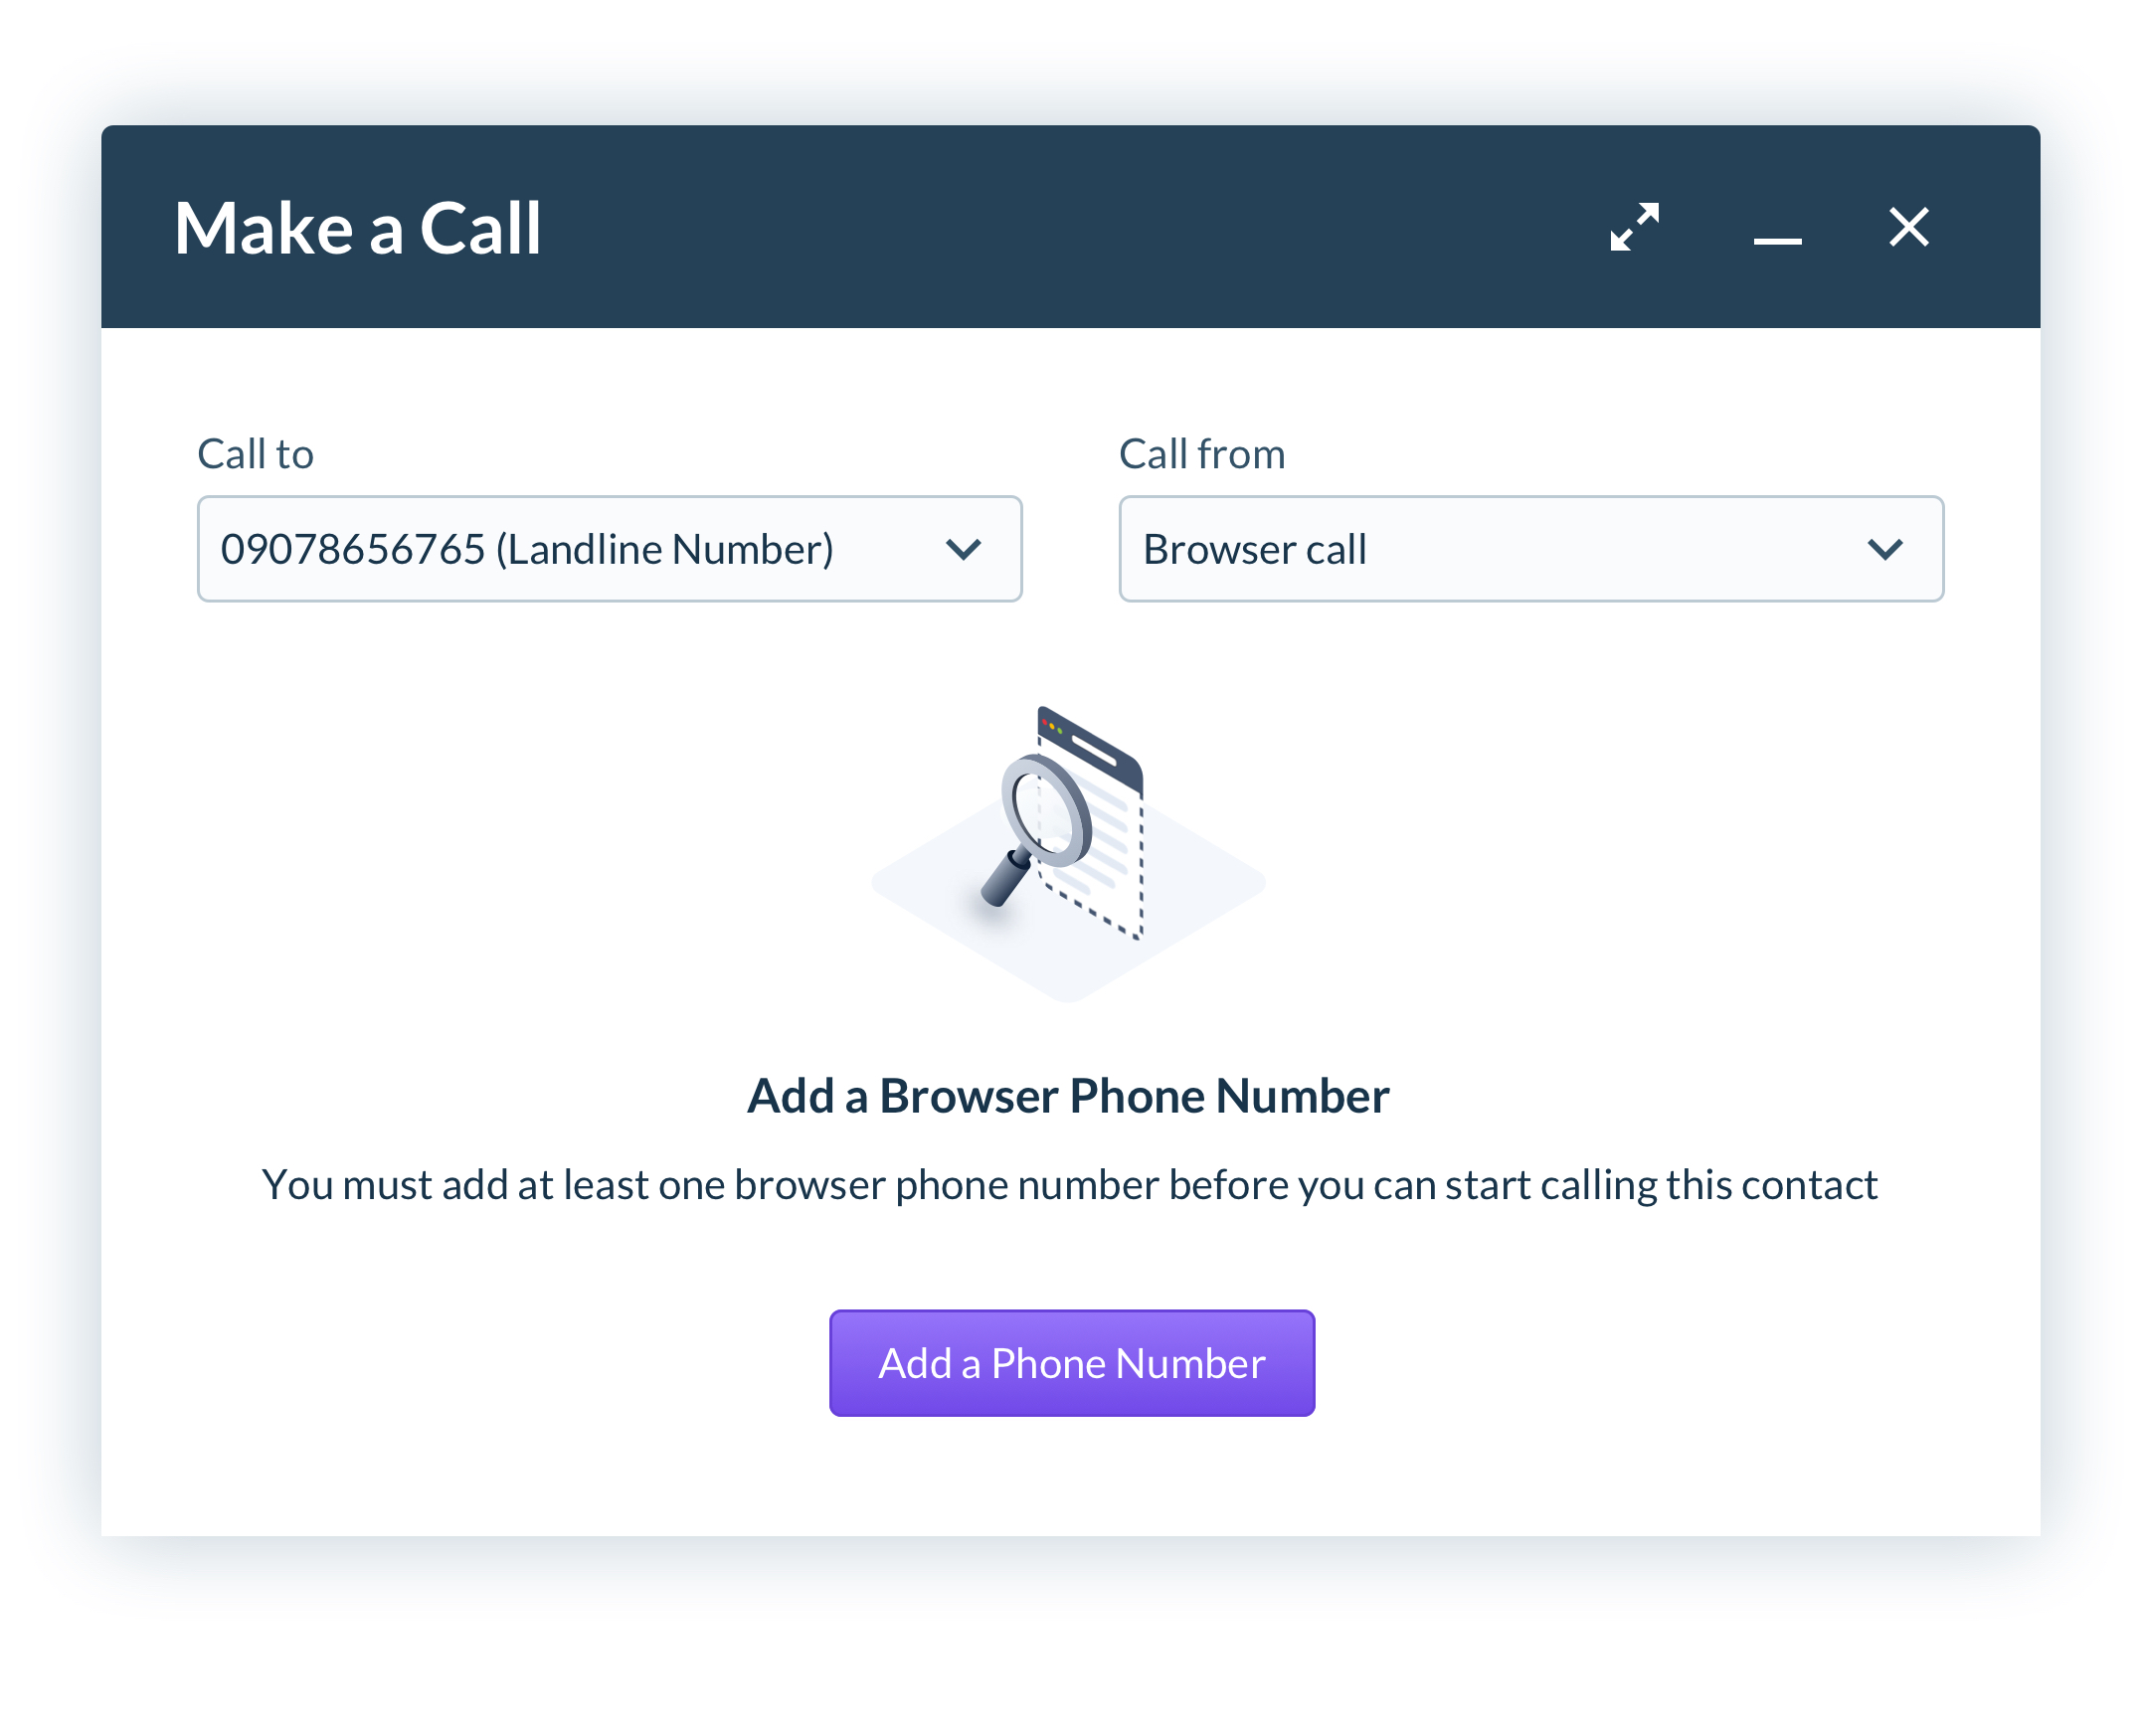 Make a Call
Call to
Call from
09078656765 (Landline Number)
Browser call
Add a Browser Phone Number
You must add at least one browser phone number before you can start calling this contact
Add a Phone Number